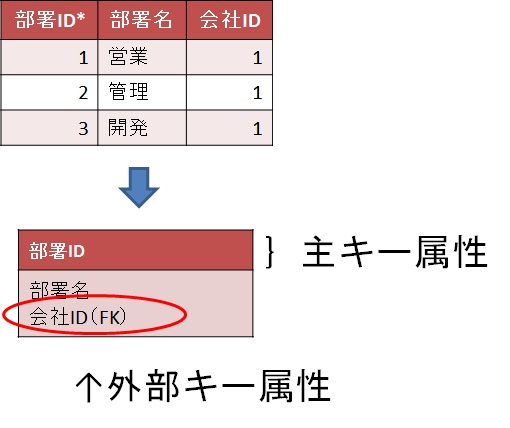 部署ID* 部署名 会社ID
1 営業 1
2 管理 1
3 開発 1
部署ID
} 主キー属性
部署名
会社ID(FK)
↑外部キー属性